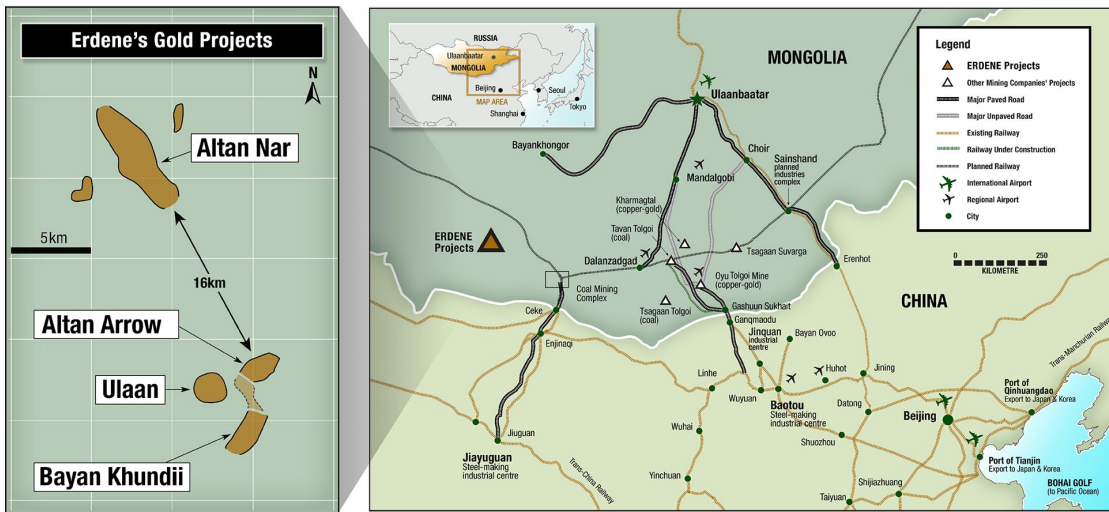 Erdene's Gold Projects
N
Altan Nar
5km
16km
Altan Arrow
Ulaan
Bayan Khundii
RUSSIA
Ulaanbaatar
MONGOLIA
Beijing
Seoul
CHINA
MAP AREA
Tokyo
Shanghai
MONGOLIA
Ulaanbaatar
Bayankhongor
Choir
Mandalgobi
Sainshand
planned
industries
complex
Kharmagtal
(copper-gold)
Tavan Tolgoi
(coal)
ERDENE
Projects
Dalanzadgad
Tsagaan Suvarga
Erenhot
Coal Mining
Complex
Oyu Tolgoi Mine
(copper-gold)
Tsagaan Tolgoi
(coal)
Gashuun Sukhait
Ganqmaodu
CHINA
Ceke
Jinquan
industrial
centre
Bayan Ovoo
Enjinaqi
Linhe
Huhot
Jining
Wuyuan
Baotou
Steel-making
industrial centre
Datong
Beijing
Port of
Qinhuangdao
Export to Japan & Korea
Trans-Manchurian Railway
Jiuguan
Wuhai
Shuozhou
Jiayuguan
Steel-making
industrial centre
Trans-China Railway
Yinchuan
Port of Tianjin
Export to Japan & Korea
Shijiazhuang
Taiyuan
BOHAI GOLF
(to Pacific Ocean)
Legend
ERDENE Projects
Other Mining Companies' Projects
Major Paved Road
Major Unpaved Road
Existing Railway
Railway Under Construction
Planned Railway
International Airport
Regional Airport
City
0 250
KILOMETRE